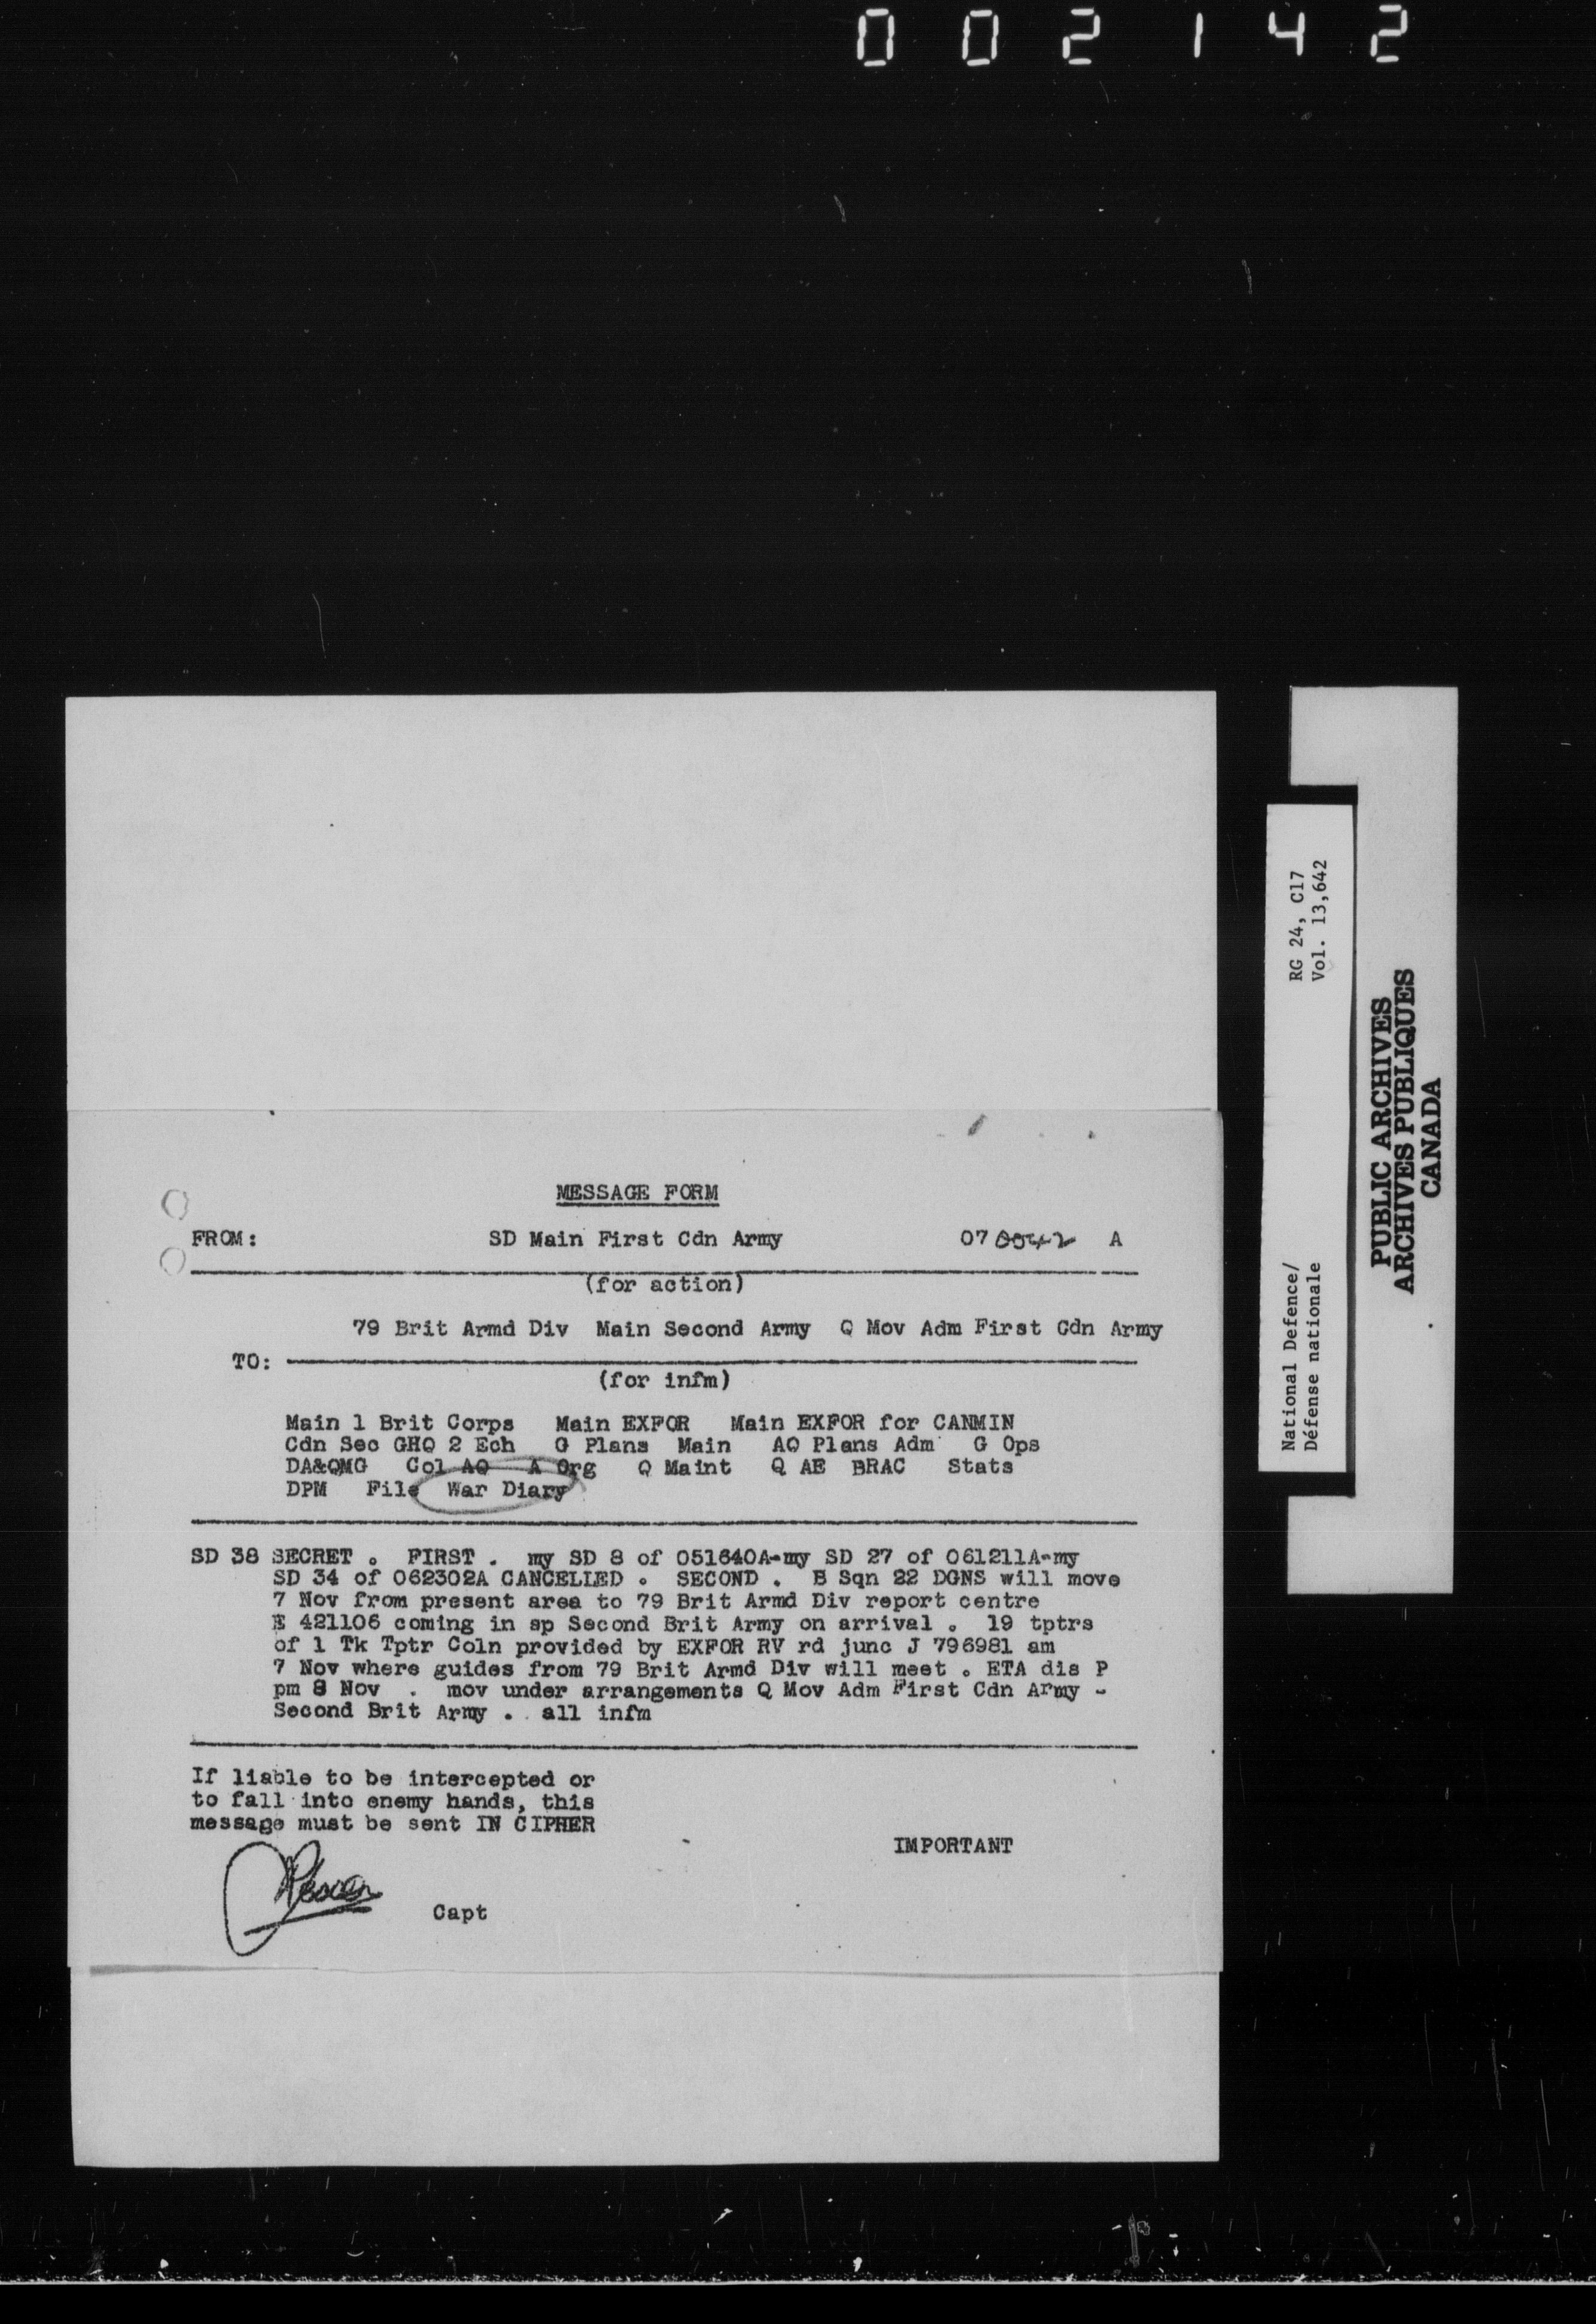 002142
MESSAGE FORM
FROM: SD Main First Cdn Army 070042 A
(for action)
79 Brit Armd Div Main Second Army Q Mov Adm First Cdn Army
TO:
(for infm)
Main 1 Brit Corps Main EXFOR Main EXFOR for CANMIN
Cdn Sec GHQ 2 Ech G Plans Main AQ Plans Adm G Ops
DA&QMG Col AQ A Org Q Maint Q AE BRAC Stats
DPM File War Diary
SD 38 SECRET . FIRST . my SD 8 of 051640A-my SD 27 of 061211A-my
SD 34 of 062302A CANCELLED . SECOND . B Sqn 22 DGNS will move
7 Nov from present area to 79 Brit Armd Div report centre
E 421106 coming in sp Second Brit Army on arrival . 19 tptrs
of 1 Tk Tptr Coln provided by EXFOR RV rd junc J 796981 am
7 Nov where guides from 79 Brit Armd Div will meet . ETA dis P
pm 8 Nov . mov under arrangements Q Mov Adm First Cdn Army -
Second Brit Army . all infm
If liable to be intercepted or
to fall into enemy hands, this
message must be sent IN CIPHER
IMPORTANT
Capt
RG 24, C17
Vol. 13,642
National Defence/
Défense nationale
PUBLIC ARCHIVES
ARCHIVES PUBLIQUES
CANADA